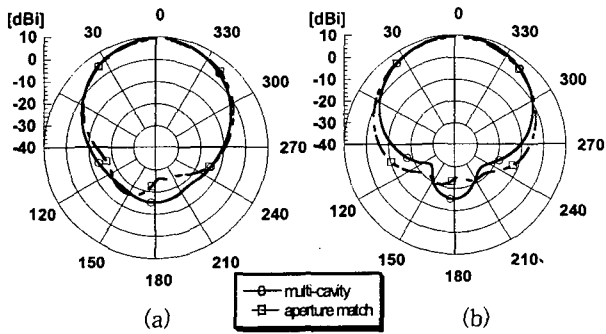 [dBi] 0 [dBi] 0
30 330 30 330
10 10
0 300 0 300
-10 -10
-20 -20
-30 -30
-40 270 -40 270
120 240 120 240
150 210 150 210
180 180
multi-cavity
aperture match
(a) (b)